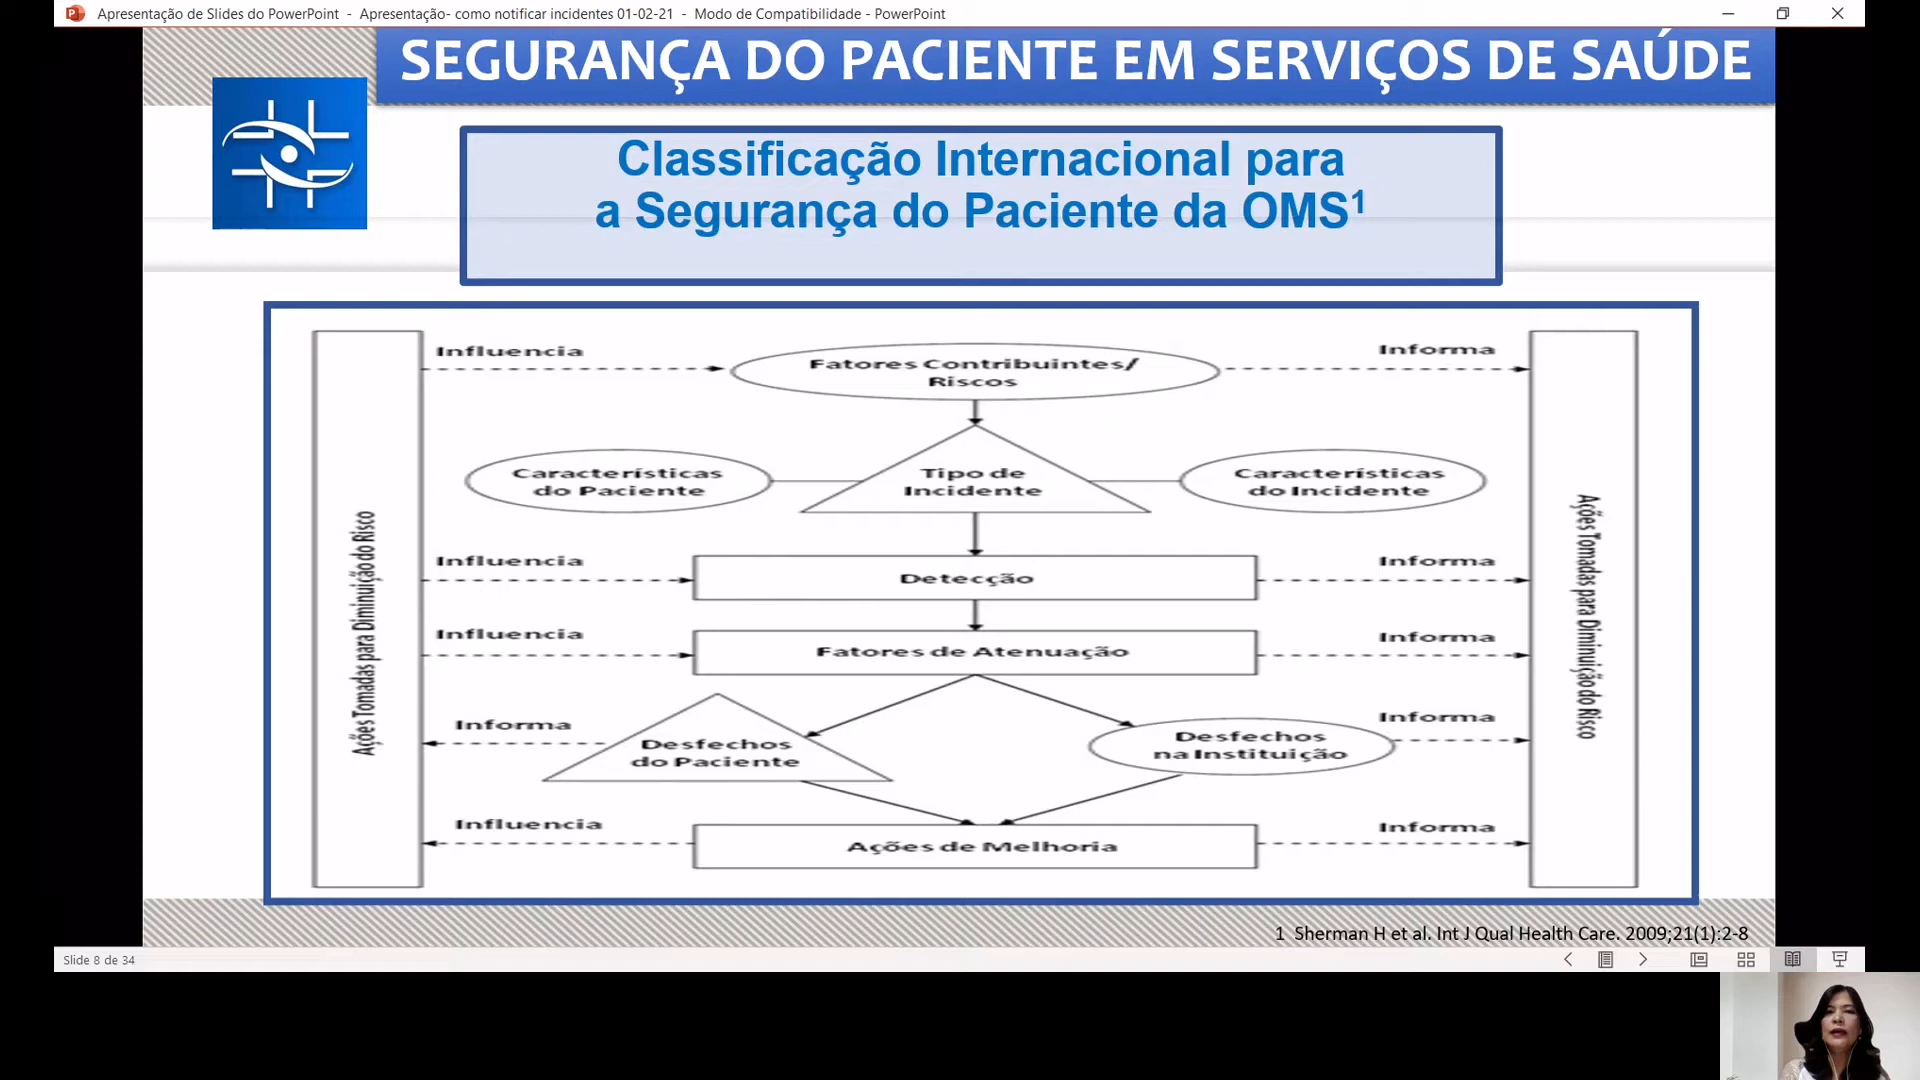 Apresentação de Slides do PowerPoint - Apresentação- como notificar incidentes 01-02-21 - Modo de Compatibilidade - PowerPoint
SEGURANÇA DO PACIENTE EM SERVIÇOS DE SAÚDE
Classificação Internacional para
a Segurança do Paciente da OMS¹
Influencia
Fatores Contribuintes/
Riscos
Informa
Características
do Paciente
Tipo de
Incidente
Características
do Incidente
Ações Tomadas para Diminuição do Risco
Ações Tomadas para Diminuição do Risco
Influencia
Detecção
Informa
Influencia
Fatores de Atenuação
Informa
Informa
Desfechos
do Paciente
Desfechos
na Instituição
Informa
Influencia
Ações de Melhoria
Informa
1 Sherman H et al. Int J Qual Health Care. 2009;21(1):2-8
Slide 8 de 34